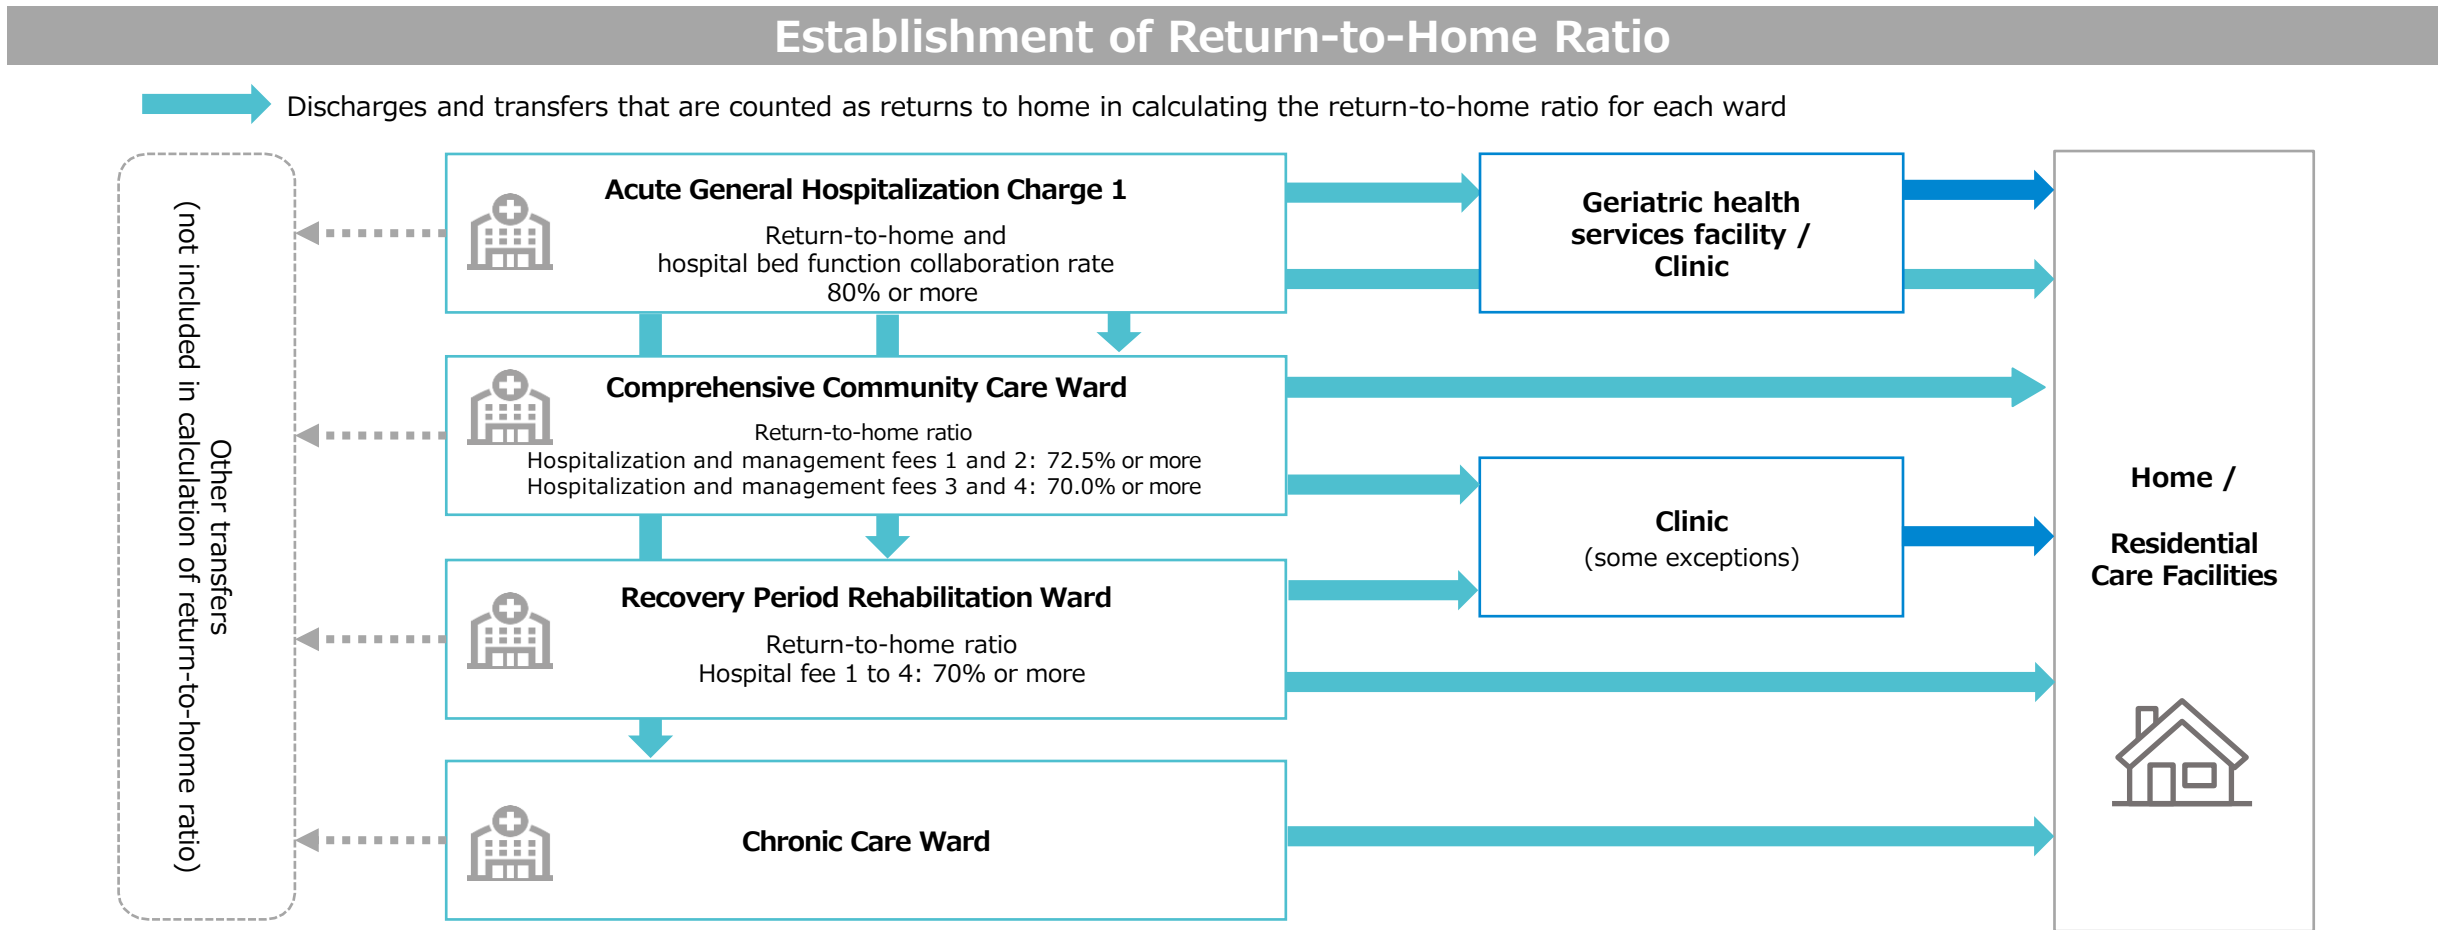 Establishment of Return-to-Home Ratio
Discharges and transfers that are counted as returns to home in calculating the return-to-home ratio for each ward
Other transfers
(not included in calculation of return-to-home ratio)
Acute General Hospitalization Charge 1
Return-to-home and
hospital bed function collaboration rate
80% or more
Geriatric health
services facility /
Clinic
Comprehensive Community Care Ward
Return-to-home ratio
Hospitalization and management fees 1 and 2: 72.5% or more
Hospitalization and management fees 3 and 4: 70.0% or more
Clinic
(some exceptions)
Recovery Period Rehabilitation Ward
Return-to-home ratio
Hospital fee 1 to 4: 70% or more
Chronic Care Ward
Home /
Residential
Care Facilities